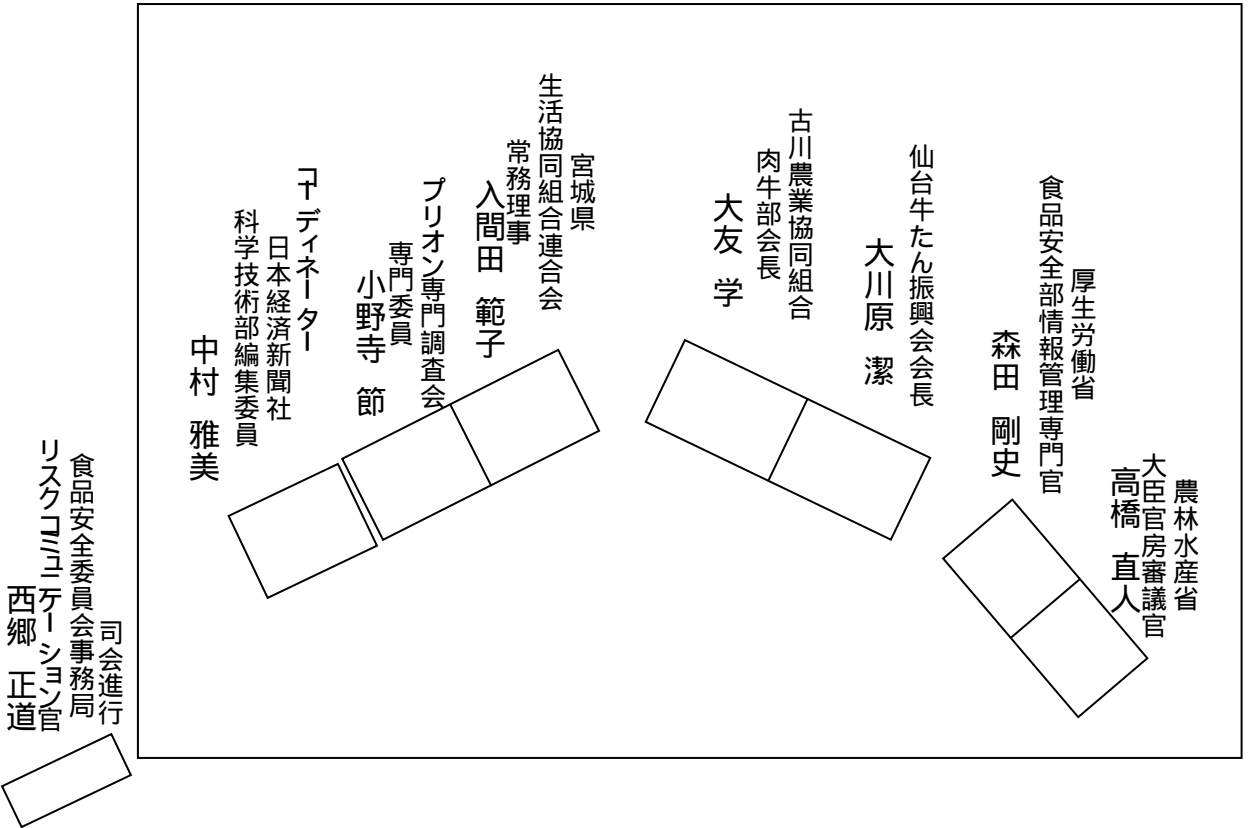 農林水産省
大臣官房審議官
高橋 直人
厚生労働省
食品安全部情報管理専門官
森田 剛史
仙台牛たん振興会会長
大川原 潔
古川農業協同組合
肉牛部会長
大友 学
宮城県
生活協同組合連合会
常務理事
入間田 範子
プリオン専門調査会
専門委員
小野寺 節
コーディネーター
日本経済新聞社
科学技術部編集委員
中村 雅美
司会進行
食品安全委員会事務局
リスクコミュニケーション官
西郷 正道